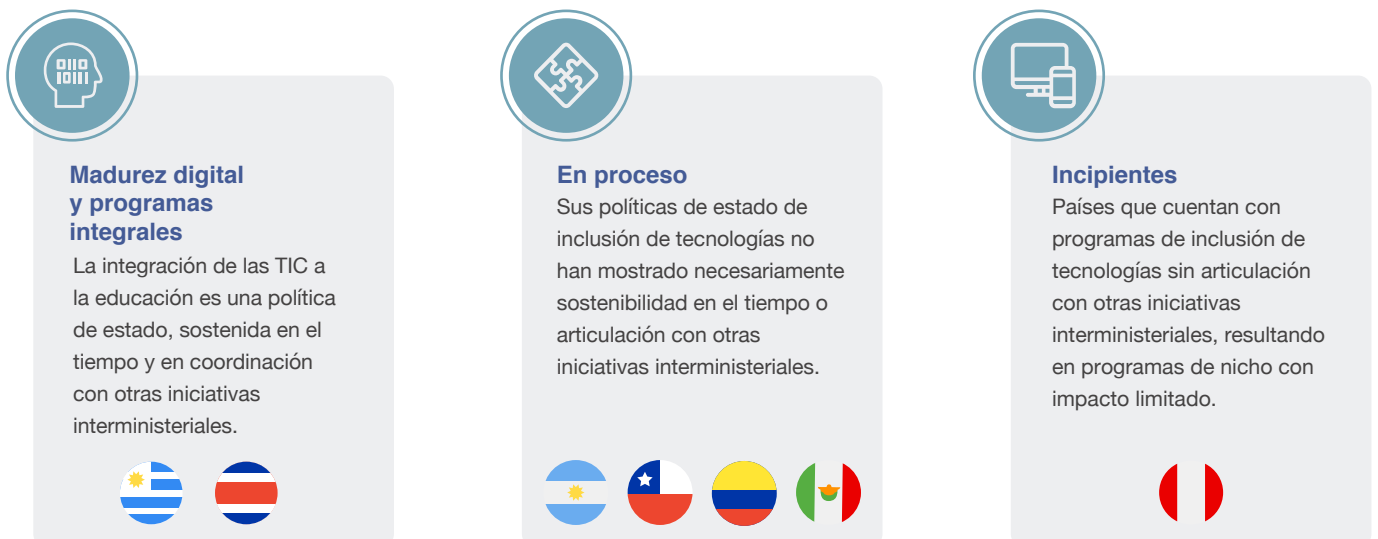 0110
10111
Madurez digital
y programas
integrales
La integración de las TIC a
la educación es una política
de estado, sostenida en el
tiempo y en coordinación
con otras iniciativas
interministeriales.
En proceso
Sus políticas de estado de
inclusión de tecnologías no
han mostrado necesariamente
sostenibilidad en el tiempo o
articulación con otras
iniciativas interministeriales.
Incipientes
Países que cuentan con
programas de inclusión de
tecnologías sin articulación
con otras iniciativas
interministeriales, resultando
en programas de nicho con
impacto limitado.